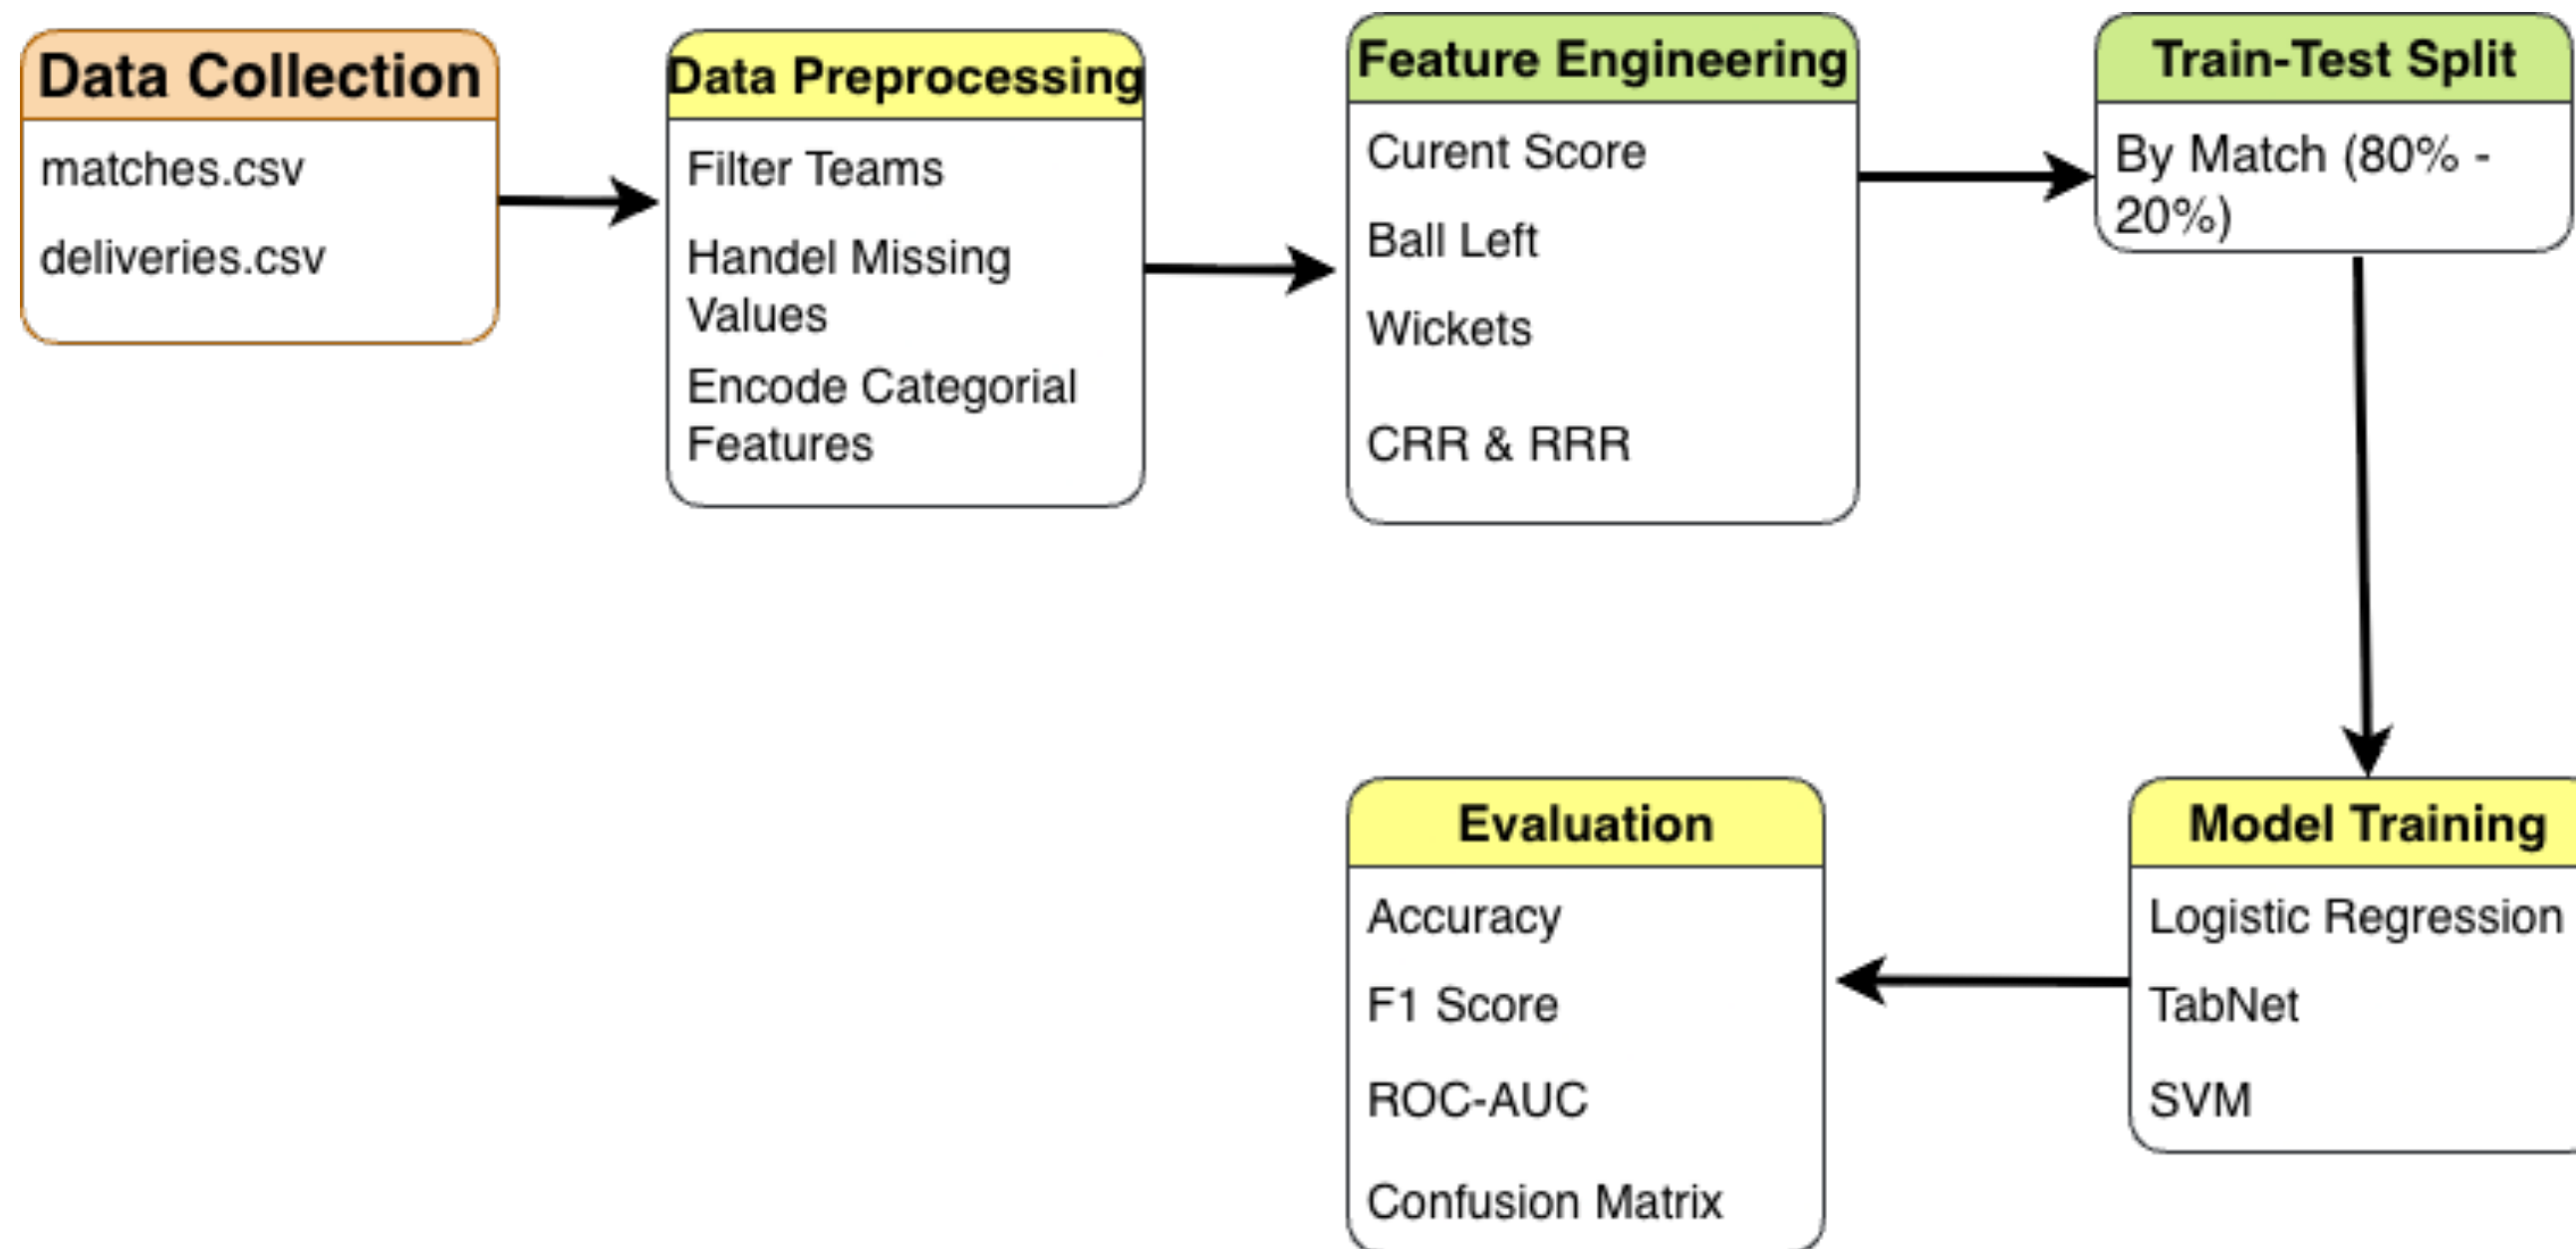 Data Collection
matches.csv
deliveries.csv
Data Preprocessing
Filter Teams
Handel Missing
Values
Encode Categorial
Features
Feature Engineering
Curent Score
Ball Left
Wickets
CRR & RRR
Train-Test Split
By Match (80% -
20%)
Model Training
Logistic Regression
TabNet
SVM
Evaluation
Accuracy
F1 Score
ROC-AUC
Confusion Matrix